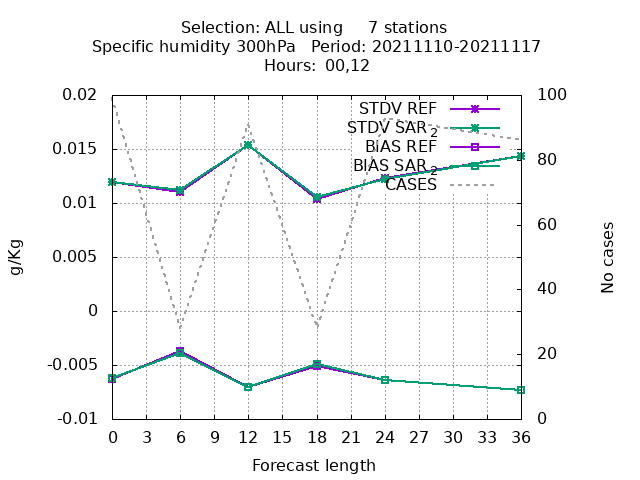 Selection: ALL using 7 stations
Specific humidity 300hPa Period: 20211110-20211117
Hours: 00,12
STDV REF
STDV SAR_2
BIAS REF
BIAS SAR_2
CASES
0.02
0.015
0.01
0.005
0
-0.005
-0.01
g/Kg
100
80
60
40
20
0
No cases
0 3 6 9 12 15 18 21 24 27 30 33 36
Forecast length